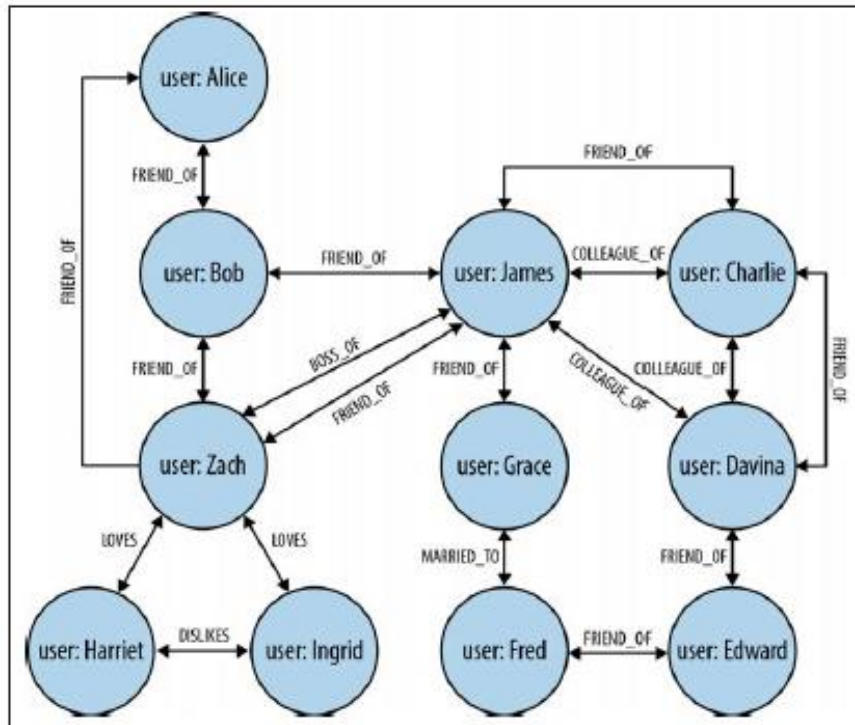 user: Alice
FRIEND_OF
FRIEND_OF
FRIEND_OF
user: Bob
FRIEND_OF
user: James
COLLEAGUE_OF
user: Charlie
FRIEND_OF
BOSS_OF
FRIEND_OF
FRIEND_OF
COLLEAGUE_OF
COLLEAGUE_OF
FRIEND_OF
user: Zach
user: Grace
user: Davina
LOVES
LOVES
MARRIED_TO
FRIEND_OF
user: Harriet
DISLIKES
user: Ingrid
user: Fred
FRIEND_OF
user: Edward